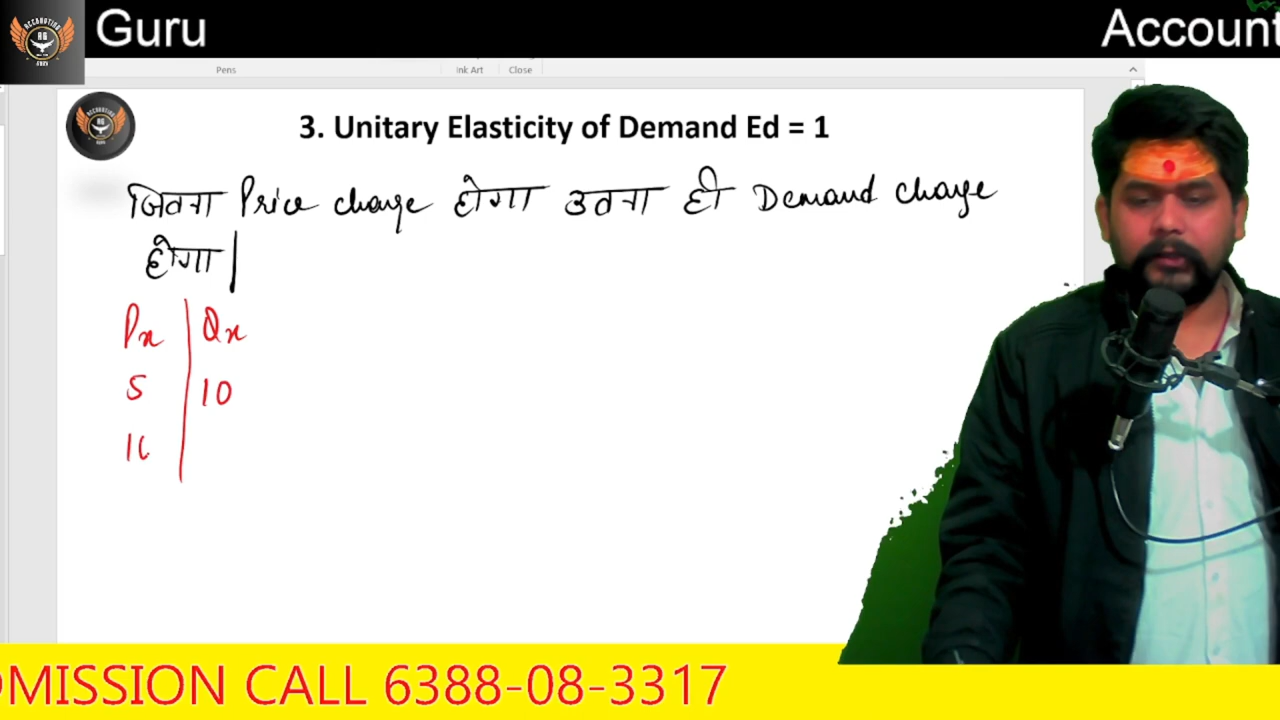 Guru
Account
Pens
Ink Art
Close
3. Unitary Elasticity of Demand Ed = 1
जितना Price change होगा उतना ही Demand change
होगा|
Px | Qx
5 | 10
MISSION CALL 6388-08-3317